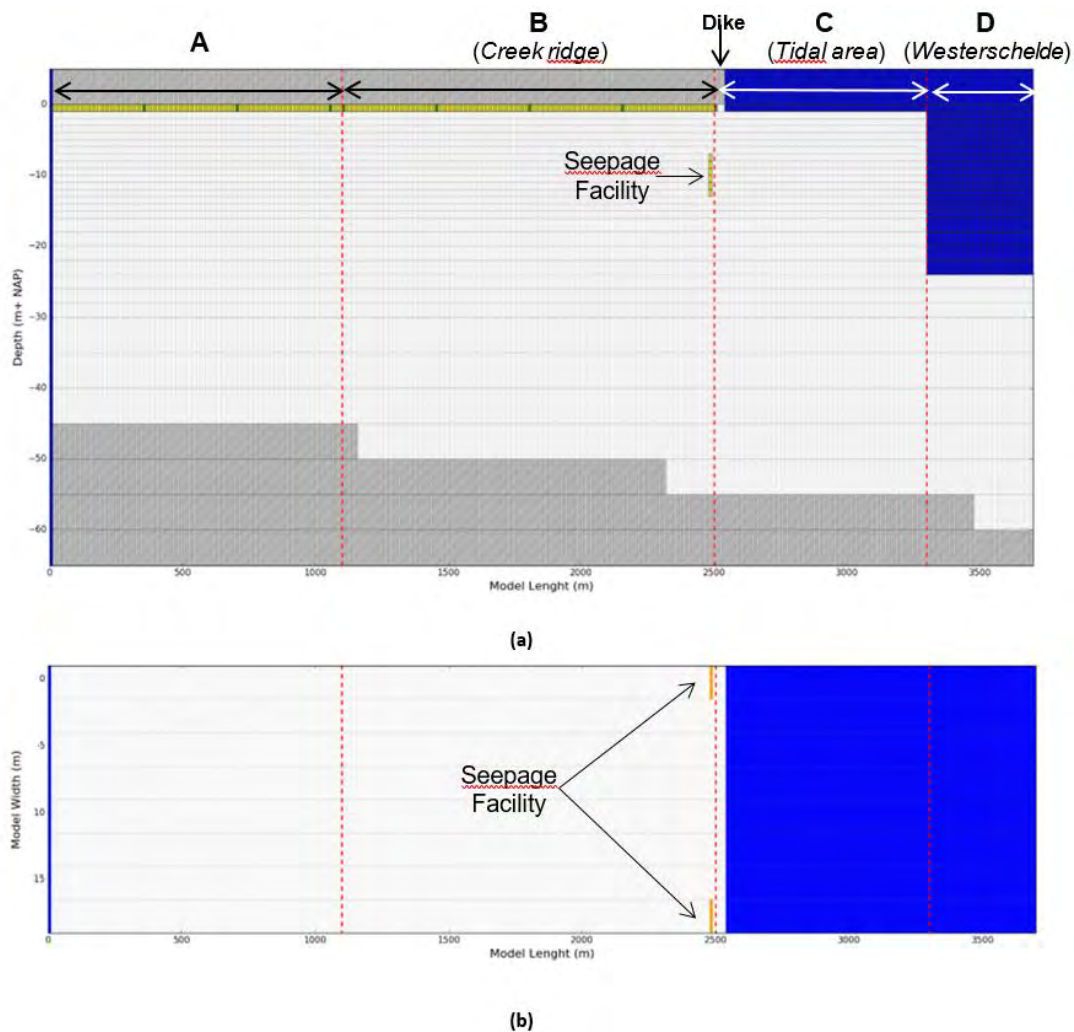 A
B
(Creek ridge)
Dike
C
(Tidal area)
D
(Westerschelde)
0
−10
−20
−30
−40
−50
−60
Depth (m+ NAP)
Seepage
Facility
0
500
1000
1500
2000
2500
3000
3500
Model Lenght (m)
(a)
0
-5
10
15
Model Width (m)
Seepage
Facility
0
500
1000
1500
2000
2500
3000
3500
Model Lenght (m)
(b)